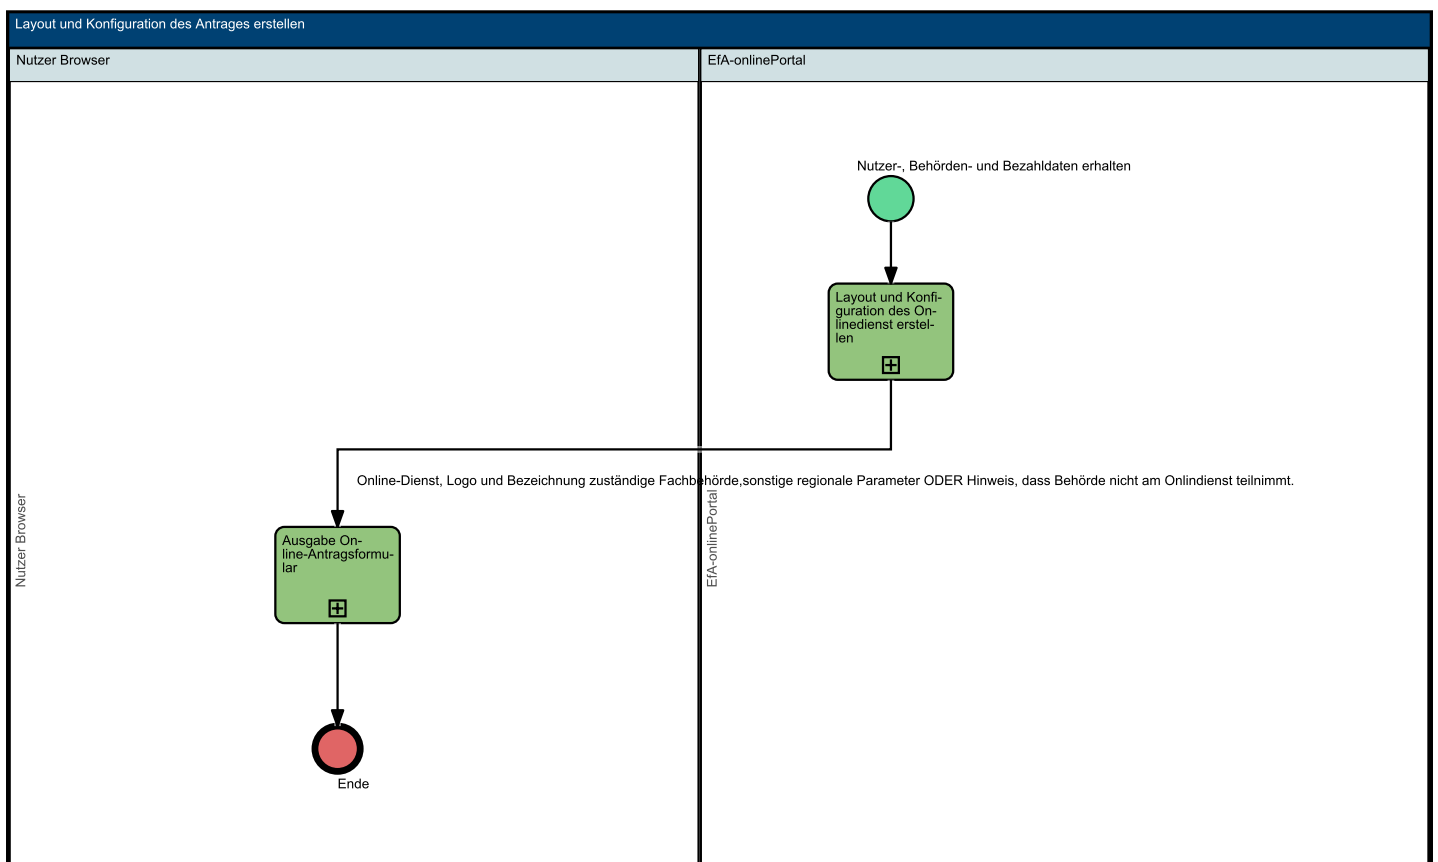 Layout und Konfiguration des Antrages erstellen
Nutzer Browser
EfA-onlinePortal
Nutzer-, Behörden- und Bezahldaten erhalten
Layout und Konfi-
guration des On-
linedienst erstel-
len
Online-Dienst, Logo und Bezeichnung zuständige Fachbehörde,sonstige regionale Parameter ODER Hinweis, dass Behörde nicht am Onlindienst teilnimmt.
Nutzer Browser
EfA-onlinePortal
Ausgabe On-
line-Antragsformu-
lar
Ende